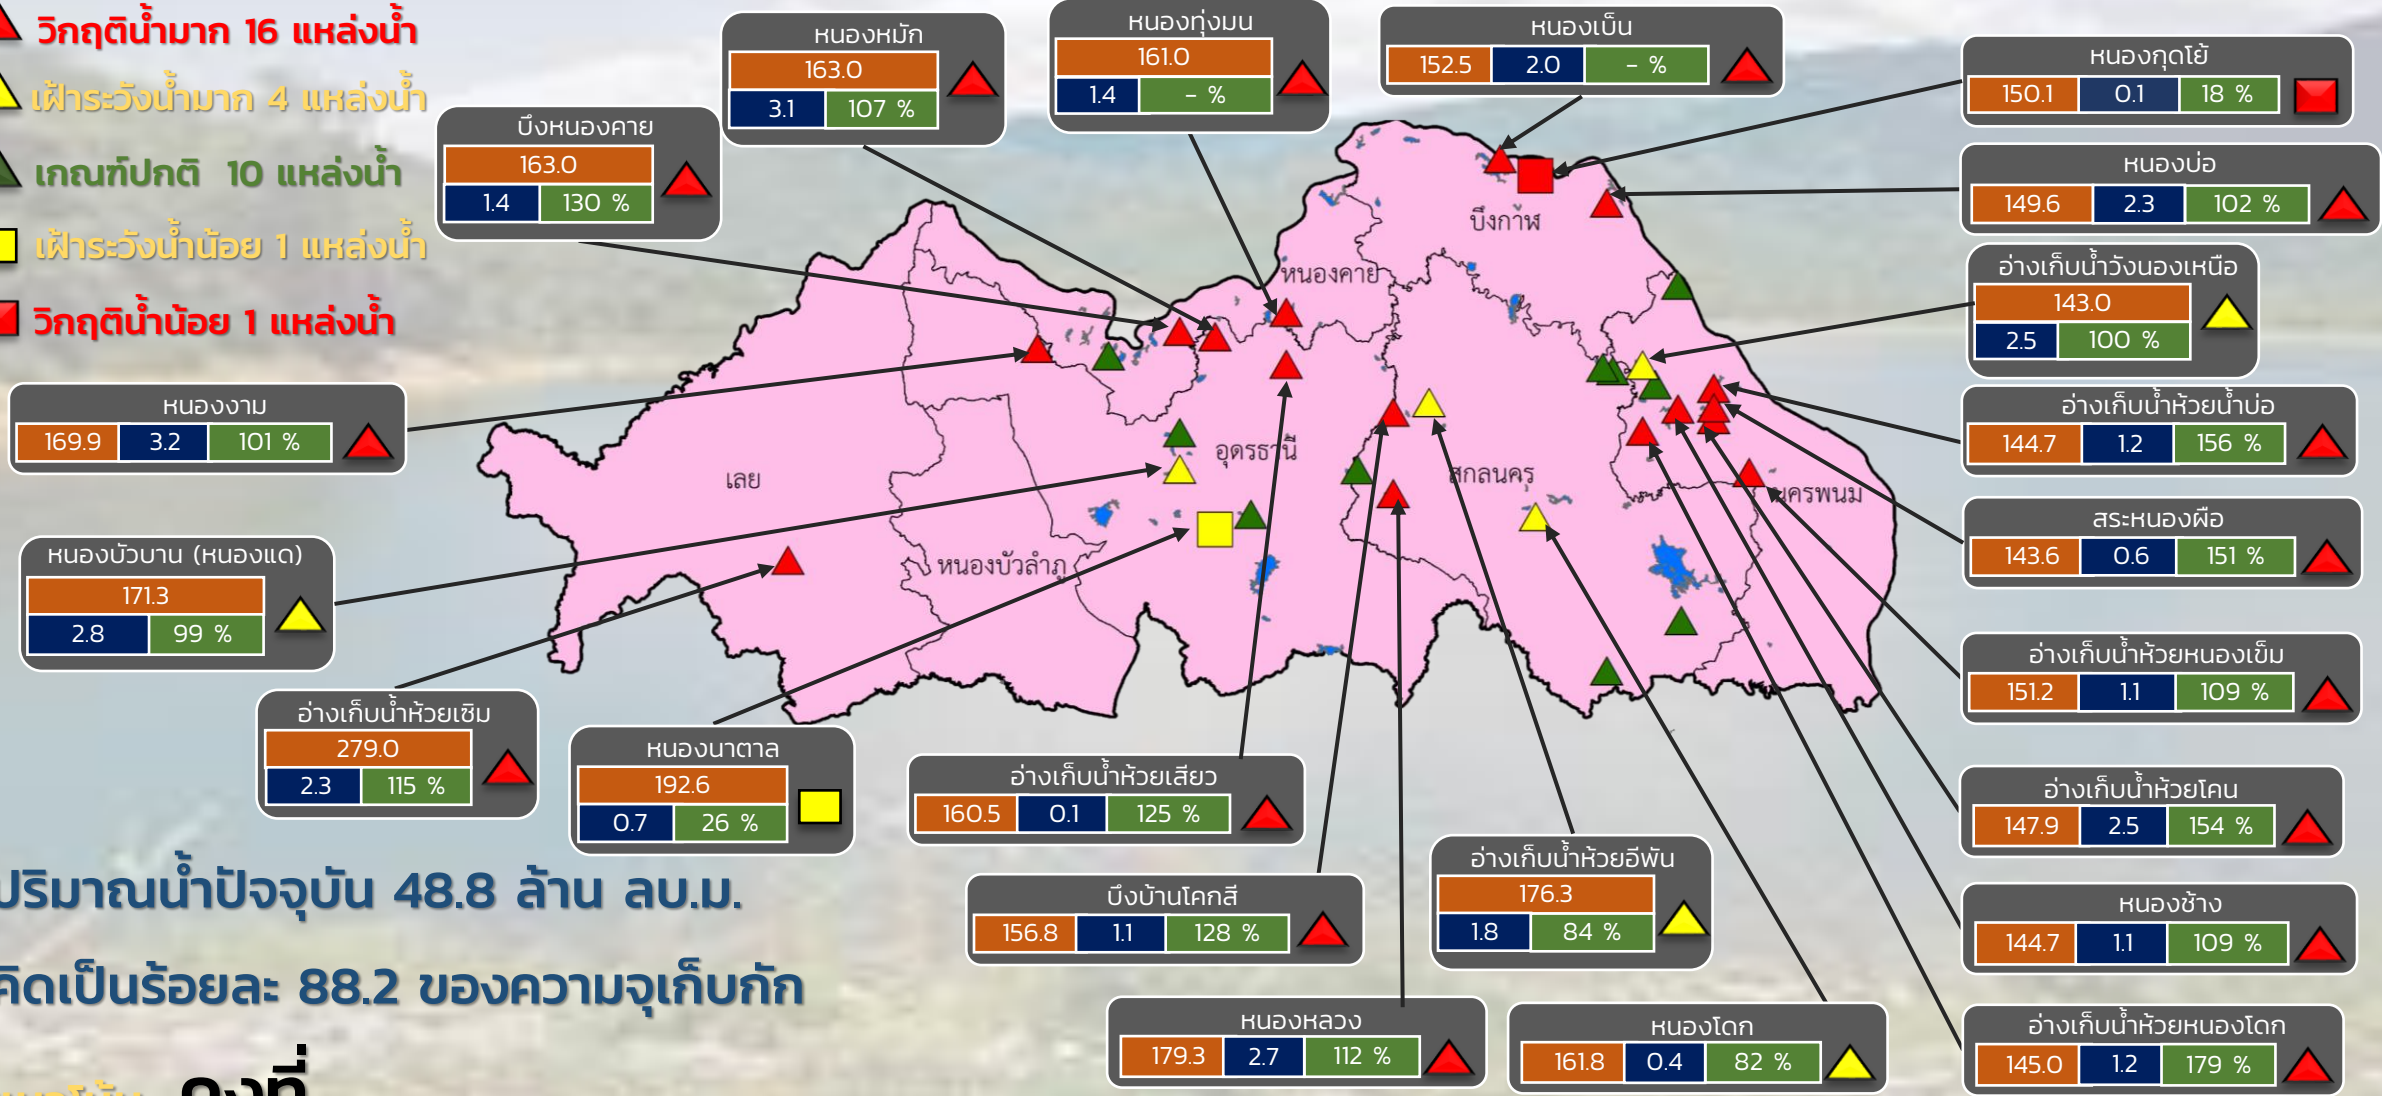 วิกฤติน้ำมาก 16 แหล่งน้ำ
เฝ้าระวังน้ำมาก 4 แหล่งน้ำ
เกณฑ์ปกติ 10 แหล่งน้ำ
เฝ้าระวังน้ำน้อย 1 แหล่งน้ำ
วิกฤติน้ำน้อย 1 แหล่งน้ำ
หนองหมัก
163.0
3.1 107 %
หนองทุ่งมน
161.0
1.4 - %
หนองเบ็น
152.5 2.0 - %
หนองกุดโย้
150.1 0.1 18 %
บึงหนองคาย
163.0
1.4 130 %
หนองบ่อ
149.6 2.3 102 %
อ่างเก็บน้ำวังนองเหนือ
143.0
2.5 100 %
หนองงาม
169.9 3.2 101 %
อ่างเก็บน้ำห้วยน้ำบ่อ
144.7 1.2 156 %
สระหนองผือ
143.6 0.6 151 %
หนองบัวบาน (หนองแด)
171.3
2.8 99 %
อ่างเก็บน้ำห้วยหนองเข็ม
151.2 1.1 109 %
อ่างเก็บน้ำห้วยเซิม
279.0
2.3 115 %
หนองนาตาล
192.6
0.7 26 %
อ่างเก็บน้ำห้วยเสียว
160.5 0.1 125 %
อ่างเก็บน้ำห้วยโคน
147.9 2.5 154 %
บึงบ้านโคกสี
156.8 1.1 128 %
อ่างเก็บน้ำห้วยอีพัน
176.3
1.8 84 %
หนองช้าง
144.7 1.1 109 %
หนองหลวง
179.3 2.7 112 %
หนองโดก
161.8 0.4 82 %
อ่างเก็บน้ำห้วยหนองโดก
145.0 1.2 179 %
บึงกาฬ
หนองคาย
อุดรธานี
เลย
สกลนคร
นครพนม
หนองบัวลำภู
ปริมาณน้ำปัจจุบัน 48.8 ล้าน ลบ.ม.
คิดเป็นร้อยละ 88.2 ของความจุเก็บกัก
คงที่